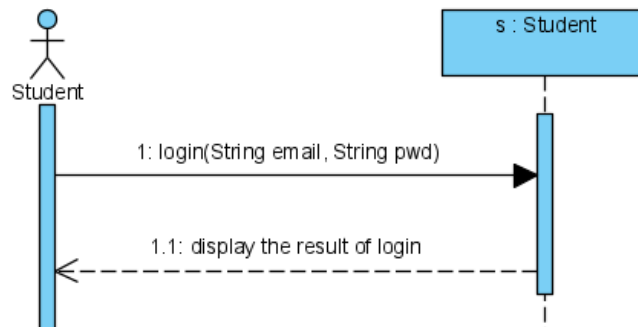 s : Student
Student
1: login(String email, String pwd)
1.1: display the result of login